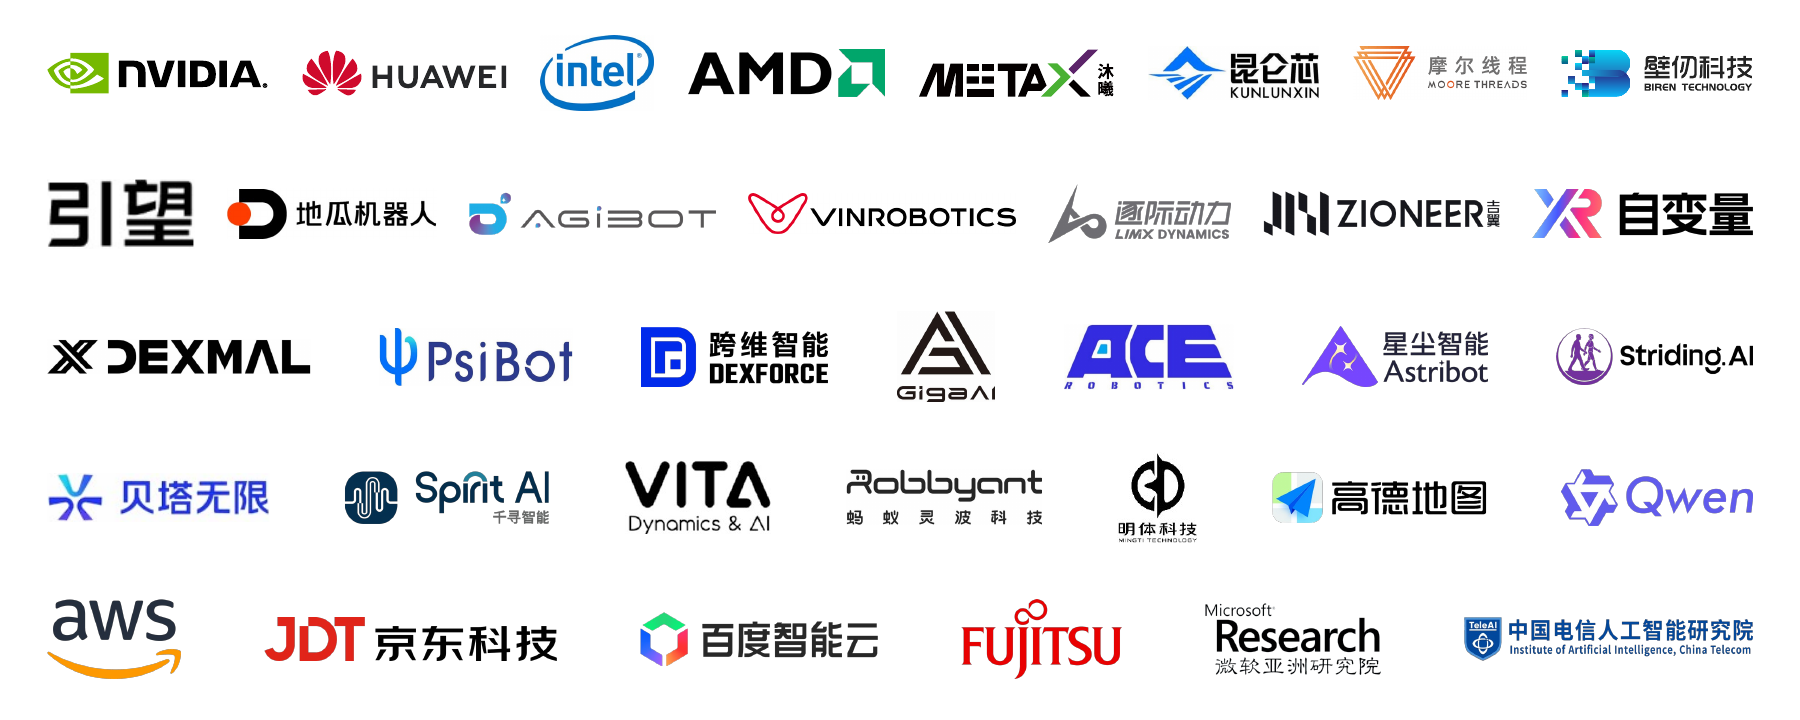 NVIDIA.
HUAWEI
intel
AMD
METAX 沐曦
昆仑芯
KUNLUNXIN
摩尔线程
MOORE THREADS
壁仞科技
BIREN TECHNOLOGY
引望
地瓜机器人
AGIBOT
VINROBOTICS
逐际动力
LIMX DYNAMICS
ZIONEER 吉翼
XR 自变量
DEXMAL
PsiBot
跨维智能
DEXFORCE
GigaAI
ACE
ROBOTICS
星尘智能
Astribot
Striding.AI
贝塔无限
Spirit AI
千寻智能
VITA
Dynamics & AI
Robbyant
蚂蚁灵波科技
明体科技
MINGTI TECHNOLOGY
高德地图
Qwen
aws
JDT 京东科技
百度智能云
FUJITSU
Microsoft
Research
微软亚洲研究院
TeleAI
中国电信人工智能研究院
Institute of Artificial Intelligence, China Telecom